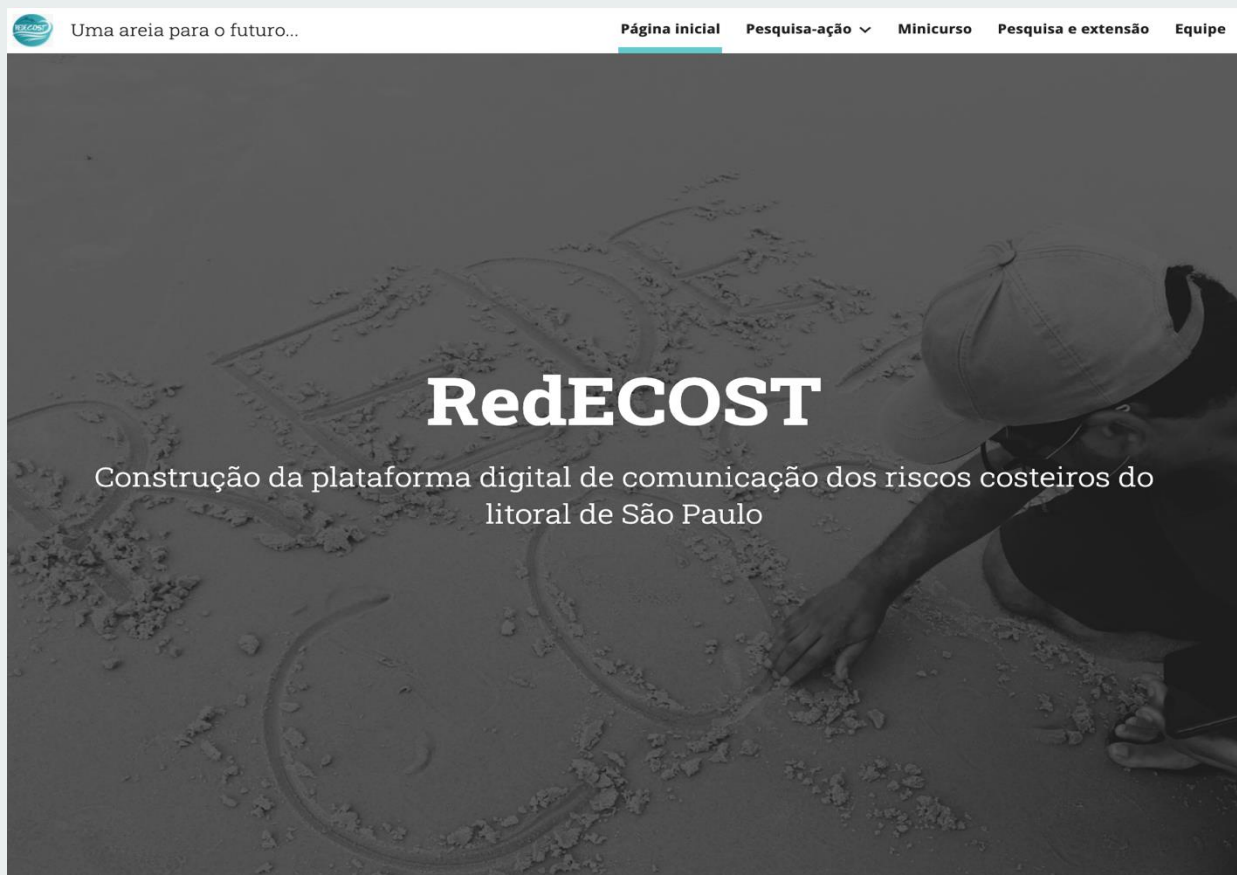 REDECOST
Uma areia para o futuro...
Página inicial
Pesquisa-ação
Minicurso
Pesquisa e extensão
Equipe
RedECOST
Construção da plataforma digital de comunicação dos riscos costeiros do
litoral de São Paulo